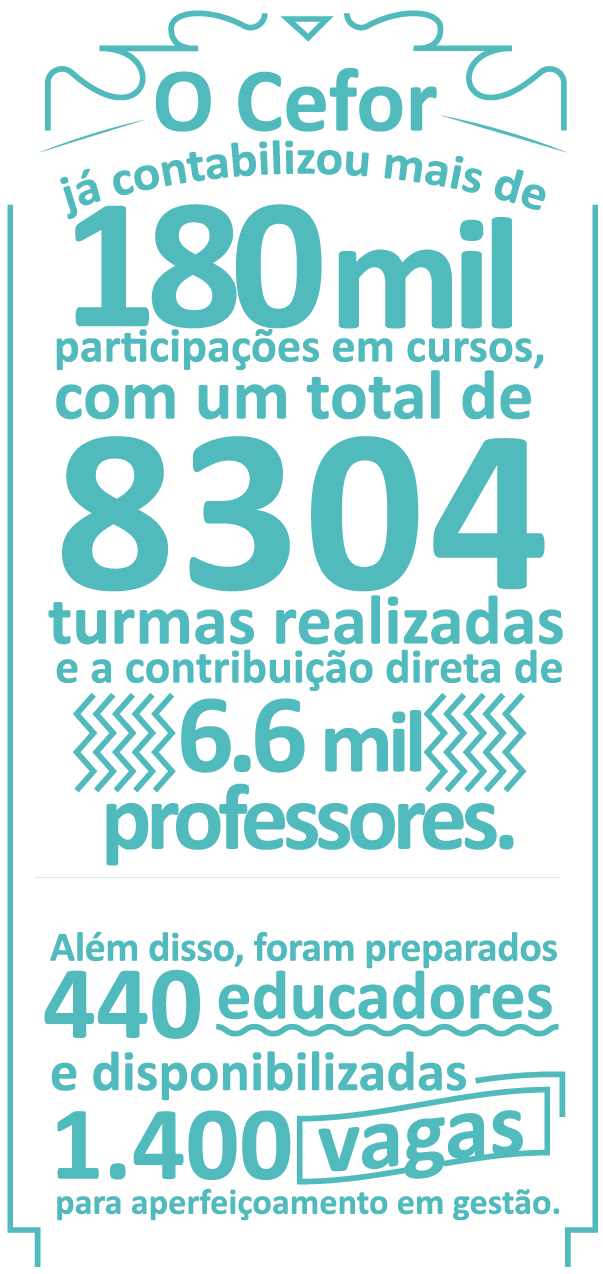 O Cefor
já contabilizou mais de
180 mil
participações em cursos,
com um total de
8304
turmas realizadas
e a contribuição direta de
6.6 mil
professores.
Além disso, foram preparados
440 educadores
e disponibilizadas
1.400 vagas
para aperfeiçoamento em gestão.